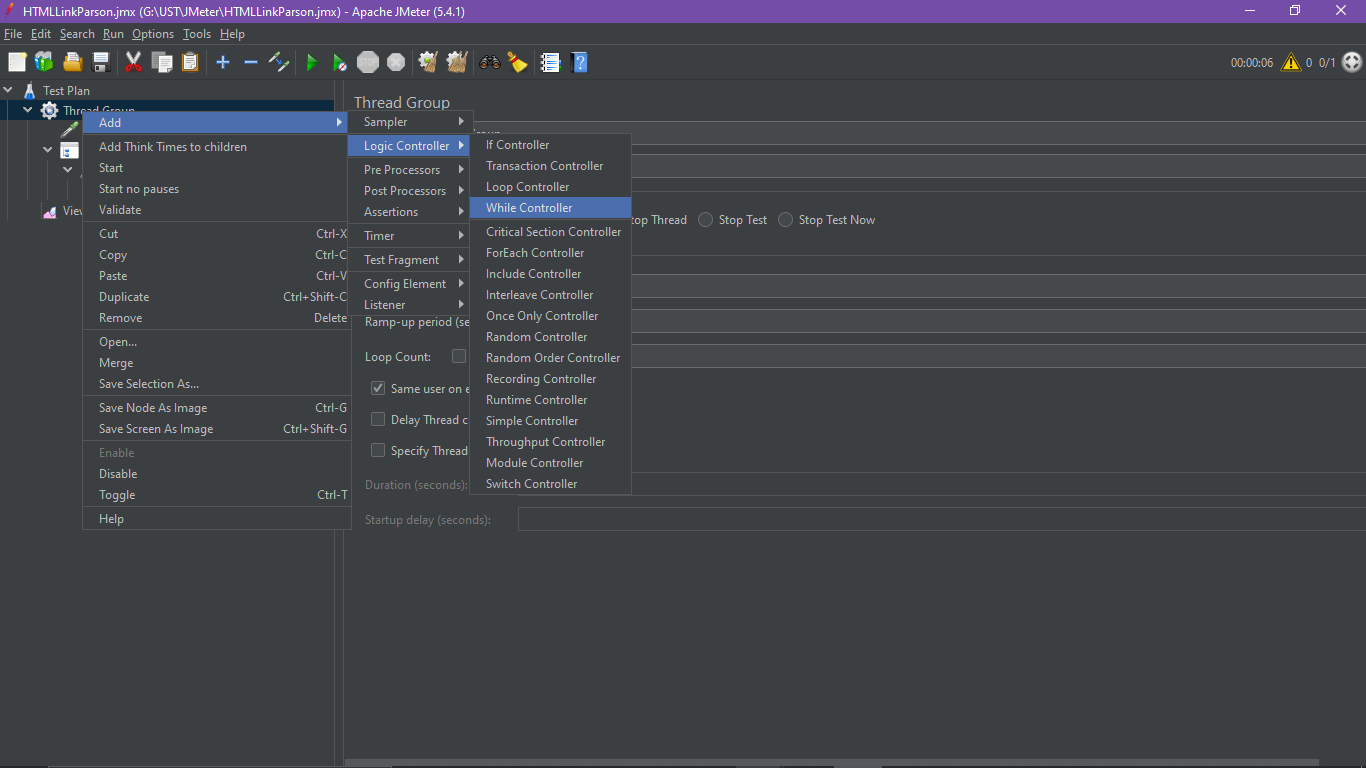 HTMLLinkParson.jmx (G:\UST\JMeter\HTMLLinkParson.jmx) - Apache JMeter (5.4.1)
File Edit Search Run Options Tools Help
STOP
00:00:06 0 0/1
Test Plan
Thread Group
View
Add
Add Think Times to children
Start
Start no pauses
Validate
Cut Ctrl-X
Copy Ctrl-C
Paste Ctrl-V
Duplicate Ctrl+Shift-C
Remove Delete
Open...
Merge
Save Selection As...
Save Node As Image Ctrl-G
Save Screen As Image Ctrl+Shift-G
Enable
Disable
Toggle Ctrl-T
Help
Sampler
Logic Controller
Pre Processors
Post Processors
Assertions
Timer
Test Fragment
Config Element
Listener
If Controller
Transaction Controller
Loop Controller
While Controller
Critical Section Controller
ForEach Controller
Include Controller
Interleave Controller
Once Only Controller
Random Controller
Random Order Controller
Recording Controller
Runtime Controller
Simple Controller
Throughput Controller
Module Controller
Switch Controller
Thread Group
top Thread Stop Test Stop Test Now
Ramp-up period (se
Loop Count:
Same user on e
Delay Thread c
Specify Thread
Duration (seconds):
Startup delay (seconds):